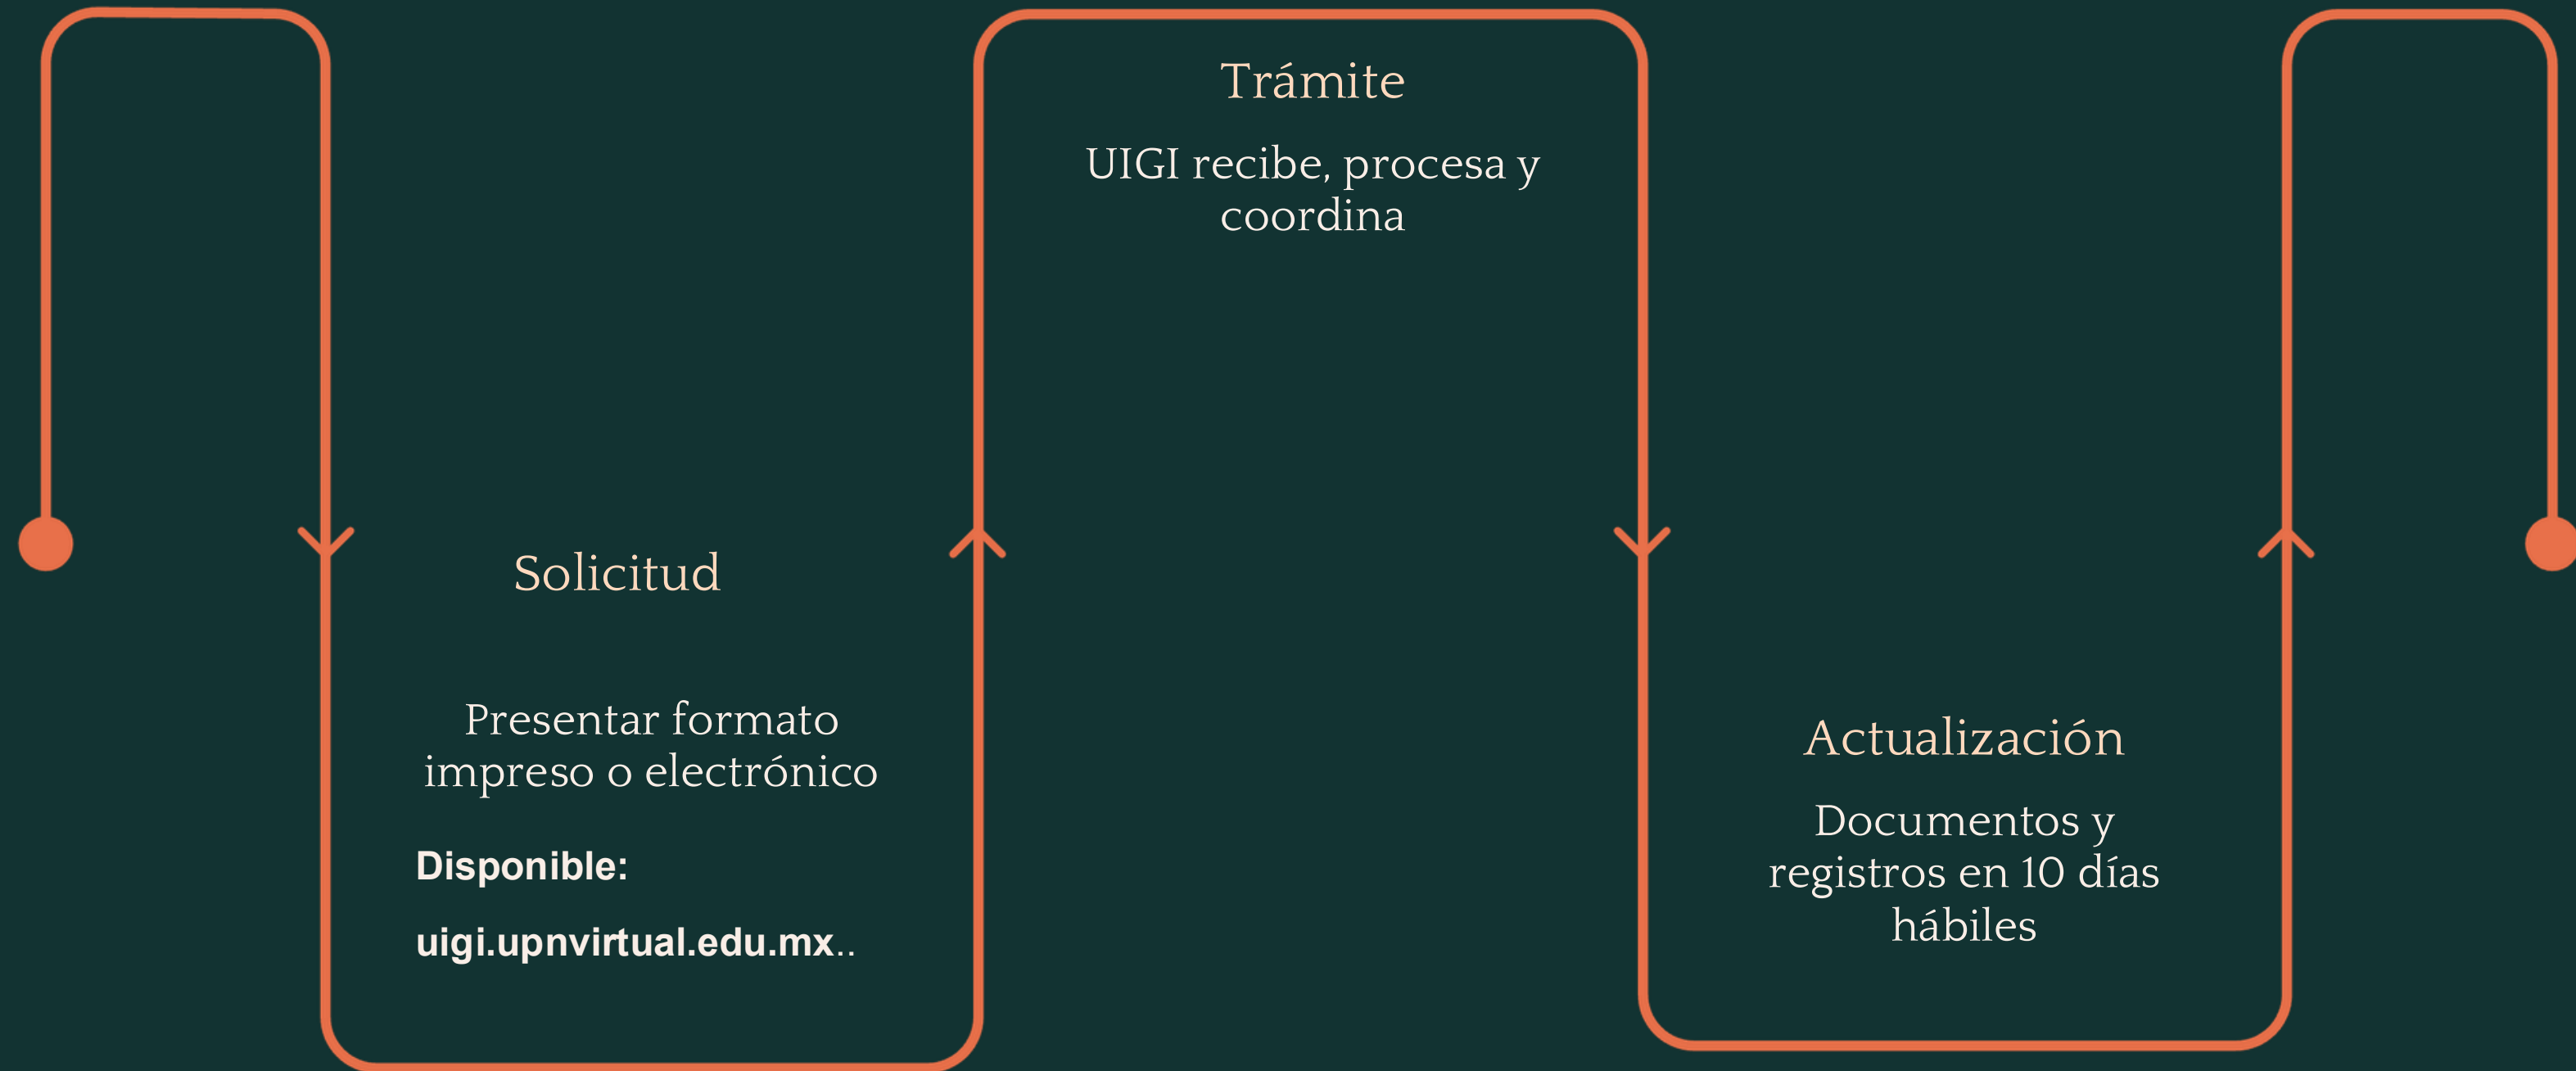 Solicitud
Presentar formato
impreso o electrónico
Disponible:
uigi.upnvirtual.edu.mx..
Trámite
UIGI recibe, procesa y
coordina
Actualización
Documentos y
registros en 10 días
hábiles